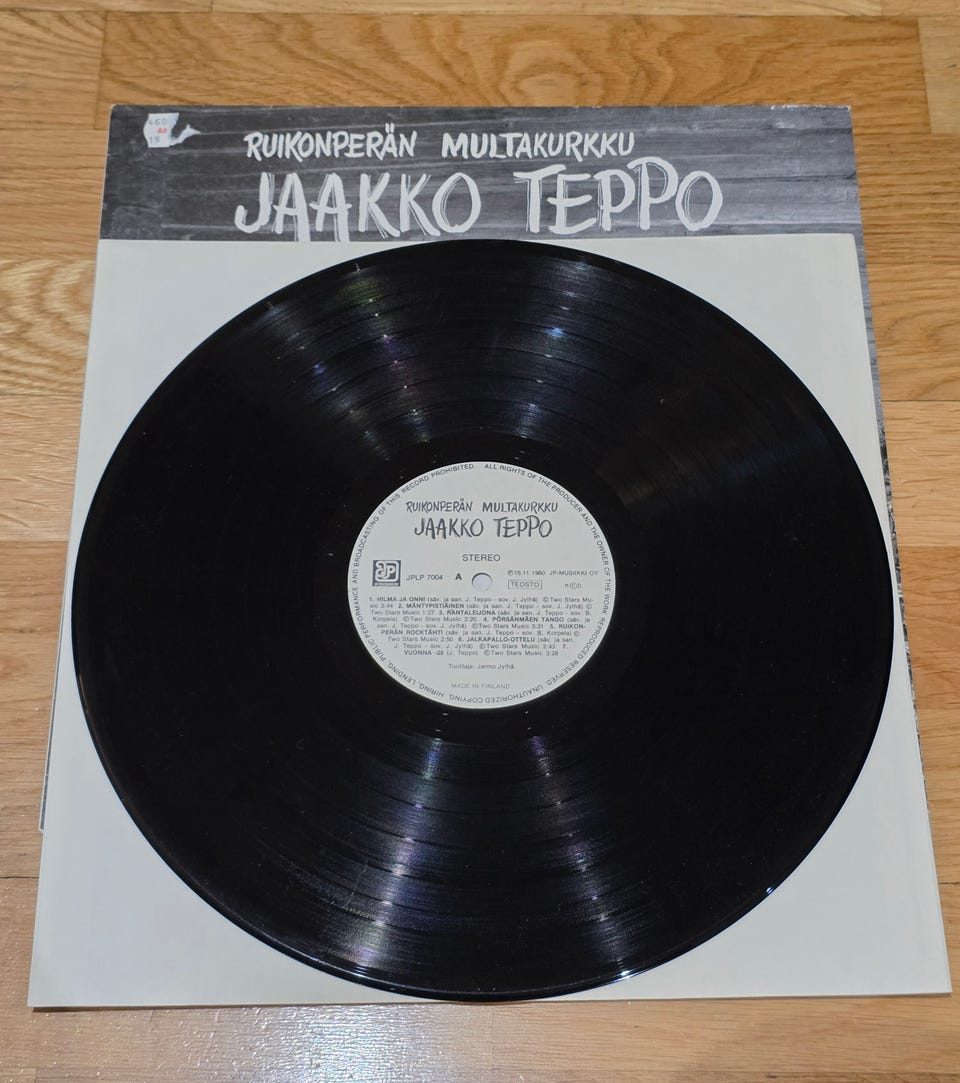 460
15
RUIKONPERÄN MULTAKURKKU
JAAKKO TEPPO
PUBLIC PERFORMANCE AND BROADCASTING OF THIS RECORD PROHIBITED. ALL RIGHTS OF THE PRODUCER AND THE OWNER OF THE WORK REPRODUCED RESERVED UNAUTHORIZED COPYING, HIRING, LENDING,
RUIKONPERÄN MULTAKURKKU
JAAKKO TEPPO
STEREO
JP
JPLP 7004 A
Ⓟ15.11.1980 JP-MUSIIKKI OY
TEOSTO
n©b
1. HILMA JA ONNI (säv. ja san. J. Teppo - sov. J. Jylhä) ©Two Stars Mu-
sic 3:44 2. MÄNTYPISTIÄINEN (säv. ja san. J. Teppo - sov. J. Jylhä) ©
Two Stars Music 1:27 3. RANTALEIJONA (säv. ja san. J. Teppo - sov. B.
Korpela) ©Two Stars Music 2:20 4. PÖRSÄNMÄEN TANGO (säv. ja
san. J. Teppo - sov. J. Jylhä) ©Two Stars Music 3:31 5. RUIKON-
PERÄN ROCKTÄHTI (säv. ja san. J. Teppo - sov. B. Korpela) ©
Two Stars Music 2:50 6. JALKAPALLO-OTTELU (säv. ja san.
J. Teppo - sov. J. Jylhä) ©Two Stars Music 2:43 7.
VUONNA -25 (J. Teppo) ©Two Stars Music 3:28
Tuottaja: Jarmo Jylhä
MADE IN FINLAND